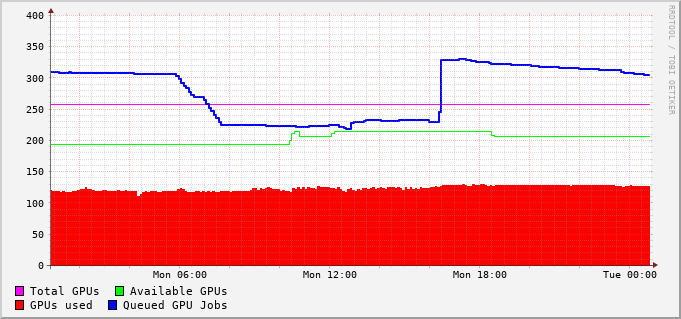 400
350
300
250
200
150
100
50
0
Mon 06:00 Mon 12:00 Mon 18:00 Tue 00:00
Total GPUs Available GPUs
GPUs used Queued GPU Jobs
RRDTOOL / TOBI OETIKER